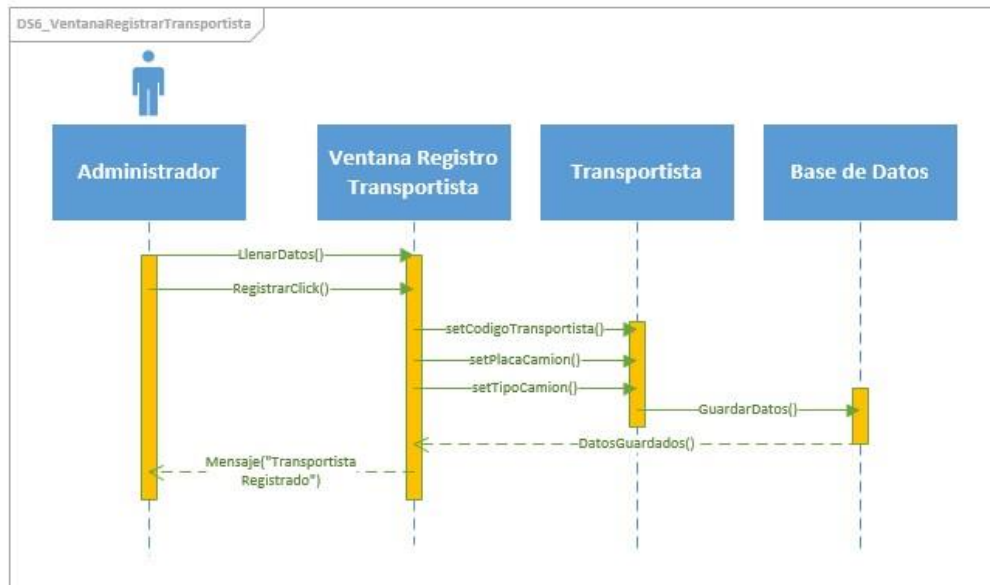 DS6_VentanaRegistrarTransportista
Administrador
Ventana Registro
Transportista
Transportista
Base de Datos
LlenarDatos()
RegistrarClick()
setCodigoTransportista()
setPlacaCamion()
setTipoCamion()
GuardarDatos()
DatosGuardados()
Mensaje("Transportista
Registrado")